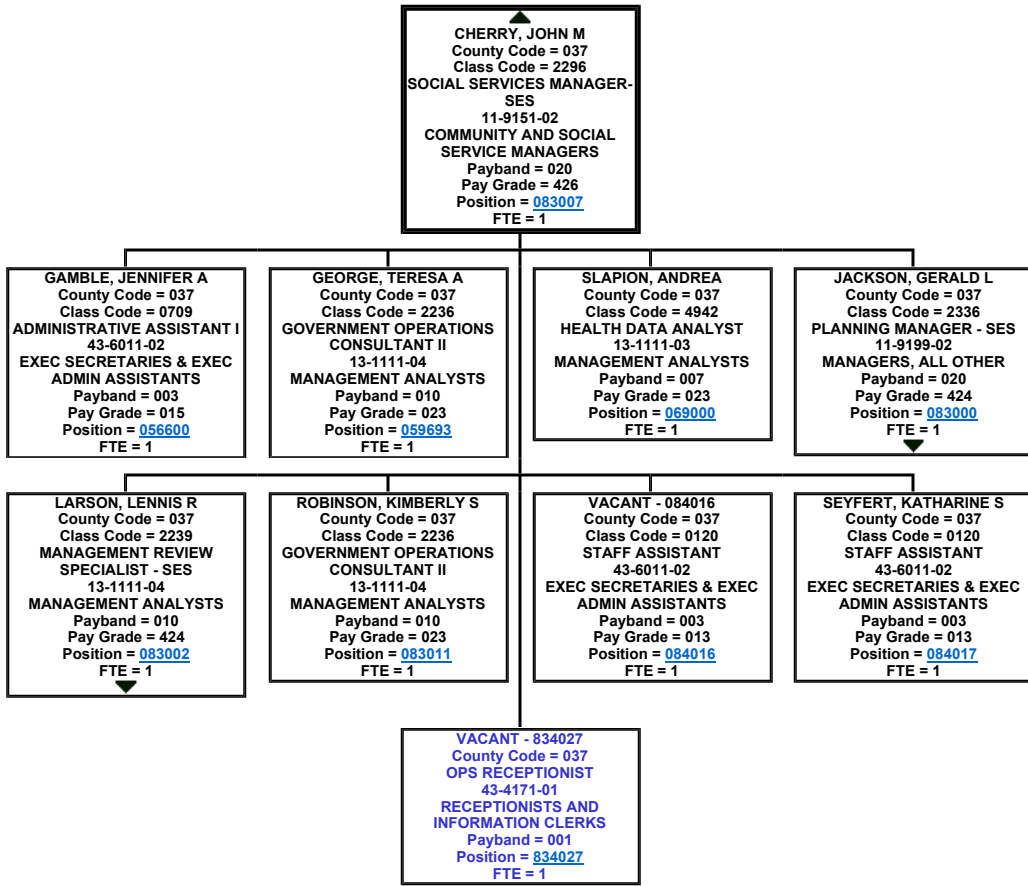 CHERRY, JOHN M
County Code = 037
Class Code = 2296
SOCIAL SERVICES MANAGER-
SES
11-9151-02
COMMUNITY AND SOCIAL
SERVICE MANAGERS
Payband = 020
Pay Grade = 426
Position = 083007
FTE = 1
GAMBLE, JENNIFER A
County Code = 037
Class Code = 0709
ADMINISTRATIVE ASSISTANT I
43-6011-02
EXEC SECRETARIES & EXEC
ADMIN ASSISTANTS
Payband = 003
Pay Grade = 015
Position = 056600
FTE = 1
GEORGE, TERESA A
County Code = 037
Class Code = 2236
GOVERNMENT OPERATIONS
CONSULTANT II
13-1111-04
MANAGEMENT ANALYSTS
Payband = 010
Pay Grade = 023
Position = 059693
FTE = 1
SLAPION, ANDREA
County Code = 037
Class Code = 4942
HEALTH DATA ANALYST
13-1111-03
MANAGEMENT ANALYSTS
Payband = 007
Pay Grade = 023
Position = 069000
FTE = 1
JACKSON, GERALD L
County Code = 037
Class Code = 2336
PLANNING MANAGER - SES
11-9199-02
MANAGERS, ALL OTHER
Payband = 020
Pay Grade = 424
Position = 083000
FTE = 1
LARSON, LENNIS R
County Code = 037
Class Code = 2239
MANAGEMENT REVIEW
SPECIALIST - SES
13-1111-04
MANAGEMENT ANALYSTS
Payband = 010
Pay Grade = 424
Position = 083002
FTE = 1
ROBINSON, KIMBERLY S
County Code = 037
Class Code = 2236
GOVERNMENT OPERATIONS
CONSULTANT II
13-1111-04
MANAGEMENT ANALYSTS
Payband = 010
Pay Grade = 023
Position = 083011
FTE = 1
VACANT - 084016
County Code = 037
Class Code = 0120
STAFF ASSISTANT
43-6011-02
EXEC SECRETARIES & EXEC
ADMIN ASSISTANTS
Payband = 003
Pay Grade = 013
Position = 084016
FTE = 1
SEYFERT, KATHARINE S
County Code = 037
Class Code = 0120
STAFF ASSISTANT
43-6011-02
EXEC SECRETARIES & EXEC
ADMIN ASSISTANTS
Payband = 003
Pay Grade = 013
Position = 084017
FTE = 1
VACANT - 834027
County Code = 037
OPS RECEPTIONIST
43-4171-01
RECEPTIONISTS AND
INFORMATION CLERKS
Payband = 001
Position = 834027
FTE = 1